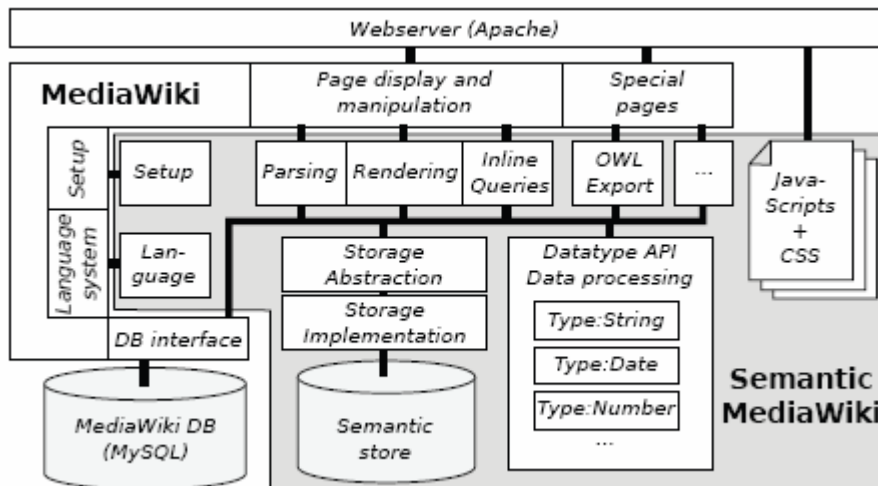 Webserver (Apache)
MediaWiki
Page display and
manipulation
Special
pages
Setup
Language
system
Setup
Lan-
guage
Parsing
Rendering
Inline
Queries
OWL
Export
...
Java-
Scripts
+
CSS
Storage
Abstraction
Storage
Implementation
Datatype API
Data processing
Type:String
Type:Date
Type:Number
...
DB interface
MediaWiki DB
(MySQL)
Semantic
store
Semantic
MediaWiki